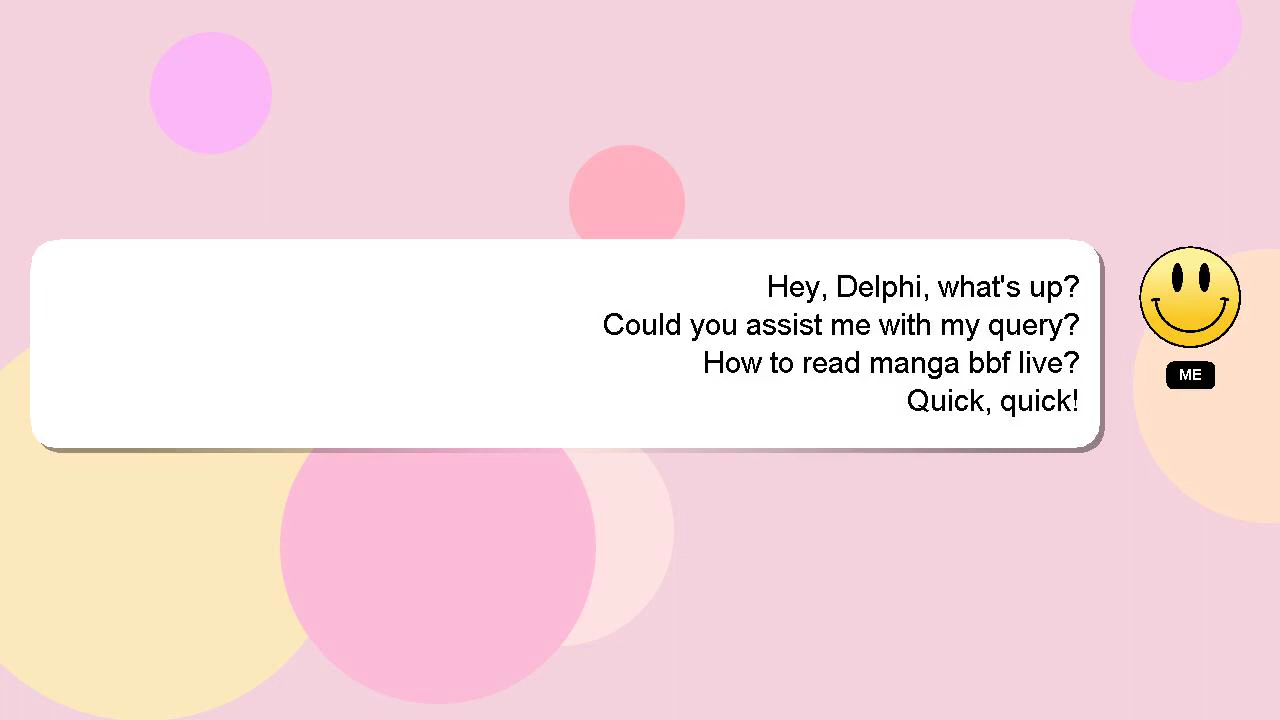 Hey, Delphi, what's up?
Could you assist me with my query?
How to read manga bbf live?
Quick, quick!
ME